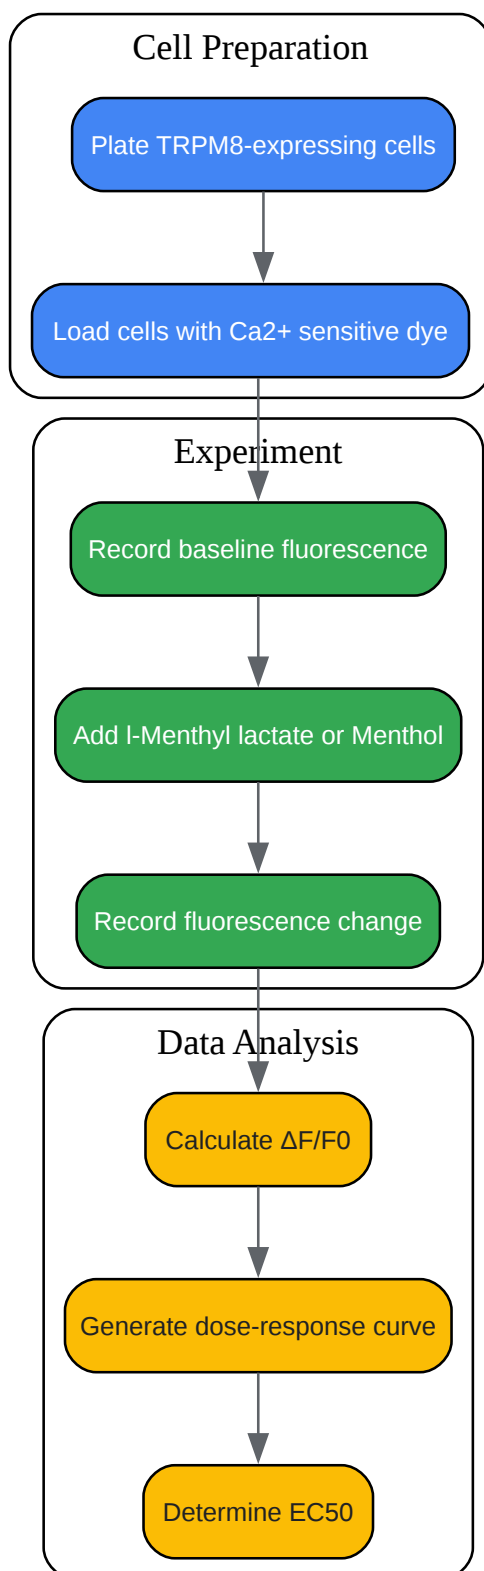 Cell Preparation
Plate TRPM8-expressing cells
Load cells with Ca2+ sensitive dye
Experiment
Record baseline fluorescence
Add l-Menthyl lactate or Menthol
Record fluorescence change
Data Analysis
Calculate ΔF/F0
Generate dose-response curve
Determine EC50